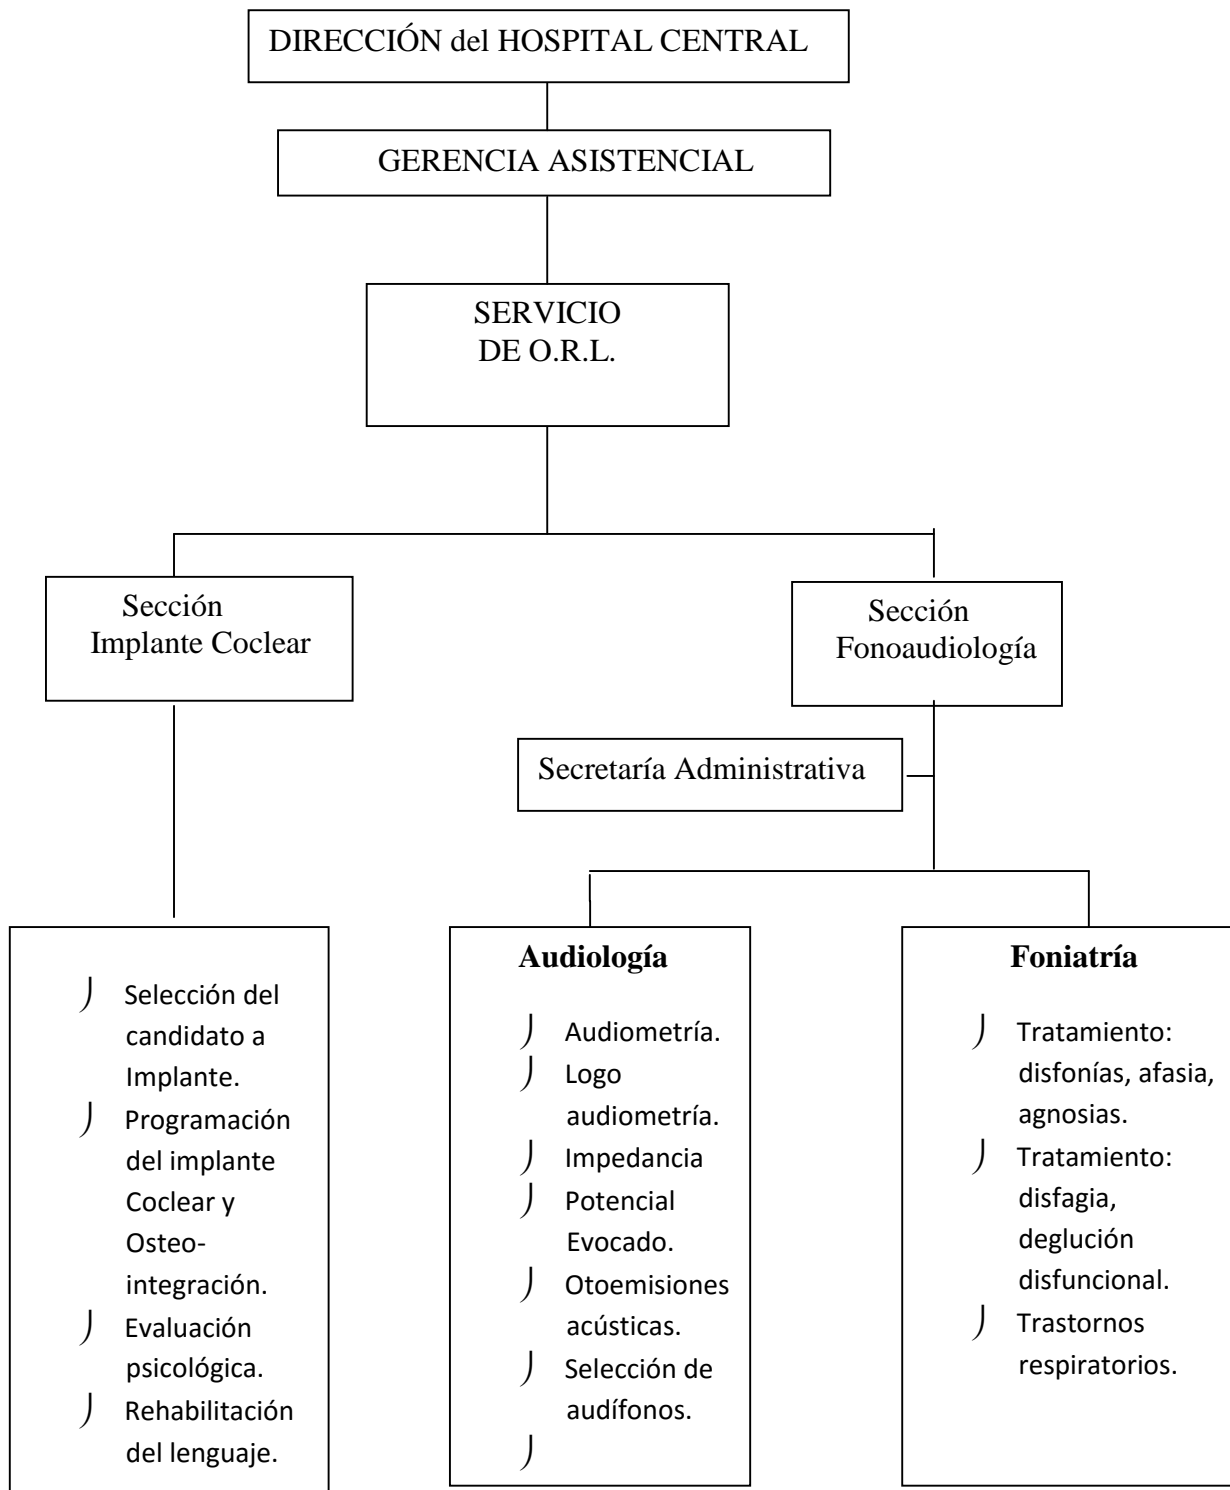 DIRECCIÓN del HOSPITAL CENTRAL
GERENCIA ASISTENCIAL
SERVICIO
DE O.R.L.
Sección
Implante Coclear
Sección
Fonoaudiología
Secretaría Administrativa
Selección del
candidato a
Implante.
Programación
del implante
Coclear y
Osteo-
integración.
Evaluación
psicológica.
Rehabilitación
del lenguaje.
Audiología
Audiometría.
Logo
audiometría.
Impedancia
Potencial
Evocado.
Otoemisiones
acústicas.
Selección de
audífonos.
Foniatría
Tratamiento:
disfonías, afasia,
agnosias.
Tratamiento:
disfagia,
deglución
disfuncional.
Trastornos
respiratorios.